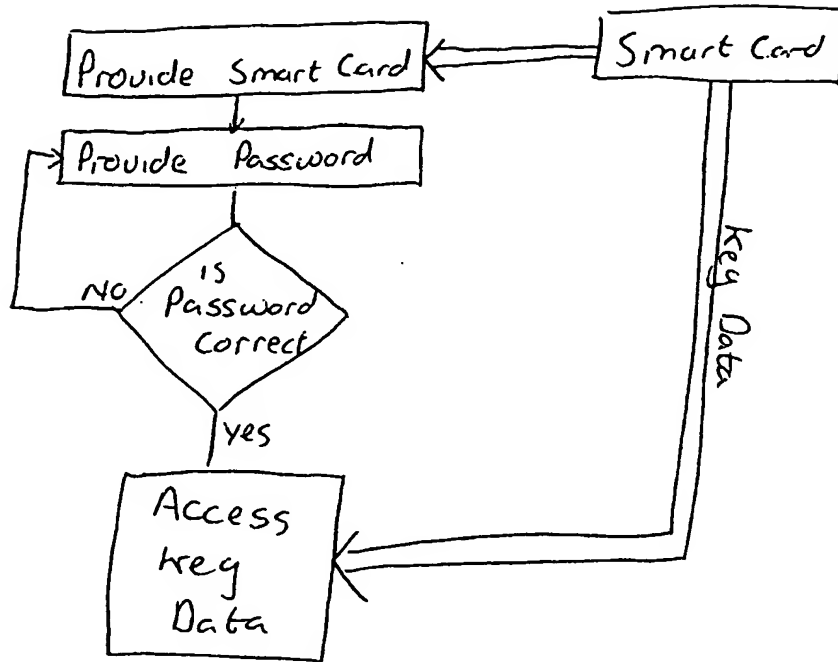 Provide Smart Card
Smart Card
Provide Password
is
Password
Correct
No
yes
Key Data
Access
Key
Data